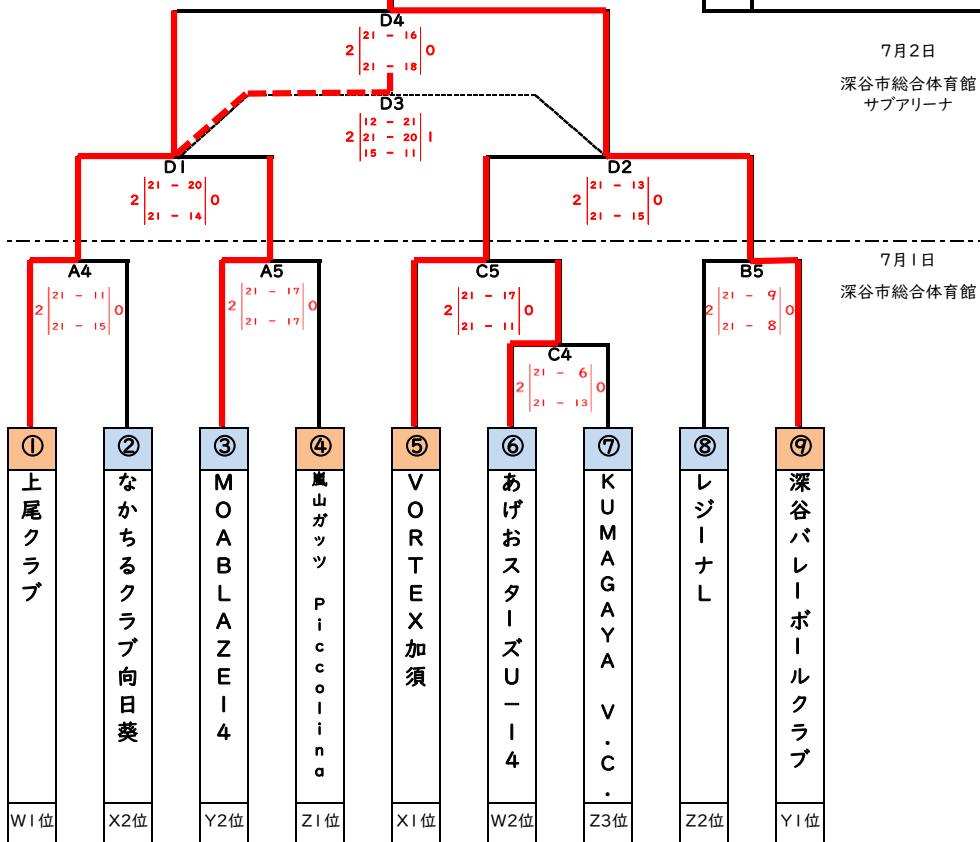 D4
2 21 - 16 0
21 - 18
7月2日
深谷市総合体育館
サブアリーナ
D3
12 - 21
2 21 - 20 1
15 - 11
D1
2 21 - 20 0
21 - 14
D2
2 21 - 13 0
21 - 15
7月1日
深谷市総合体育館
A4
2 21 - 11 0
21 - 15
A5
2 21 - 17 0
21 - 17
C5
2 21 - 17 0
21 - 11
B5
2 21 - 9 0
21 - 8
C4
2 21 - 6 0
21 - 13
① 上尾クラブ W1位
② なかちるクラブ向日葵 X2位
③ MOABLAZE14 Y2位
④ 嵐山ガッツ Piccolina Z1位
⑤ VORTEX加須 X1位
⑥ あげおスターズU-14 W2位
⑦ KUMAGAYA V.C. Z3位
⑧ レジーナL Z2位
⑨ 深谷バレーボールクラブ Y1位